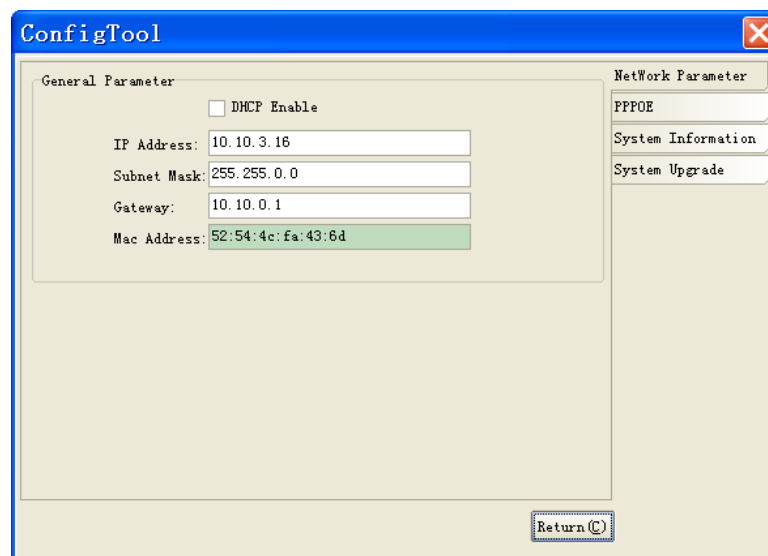 ConfigTool
General Parameter
DHCP Enable
IP Address: 10.10.3.16
Subnet Mask: 255.255.0.0
Gateway: 10.10.0.1
Mac Address: 52:54:4c:fa:43:6d
NetWork Parameter
PPPOE
System Information
System Upgrade
Return(C)